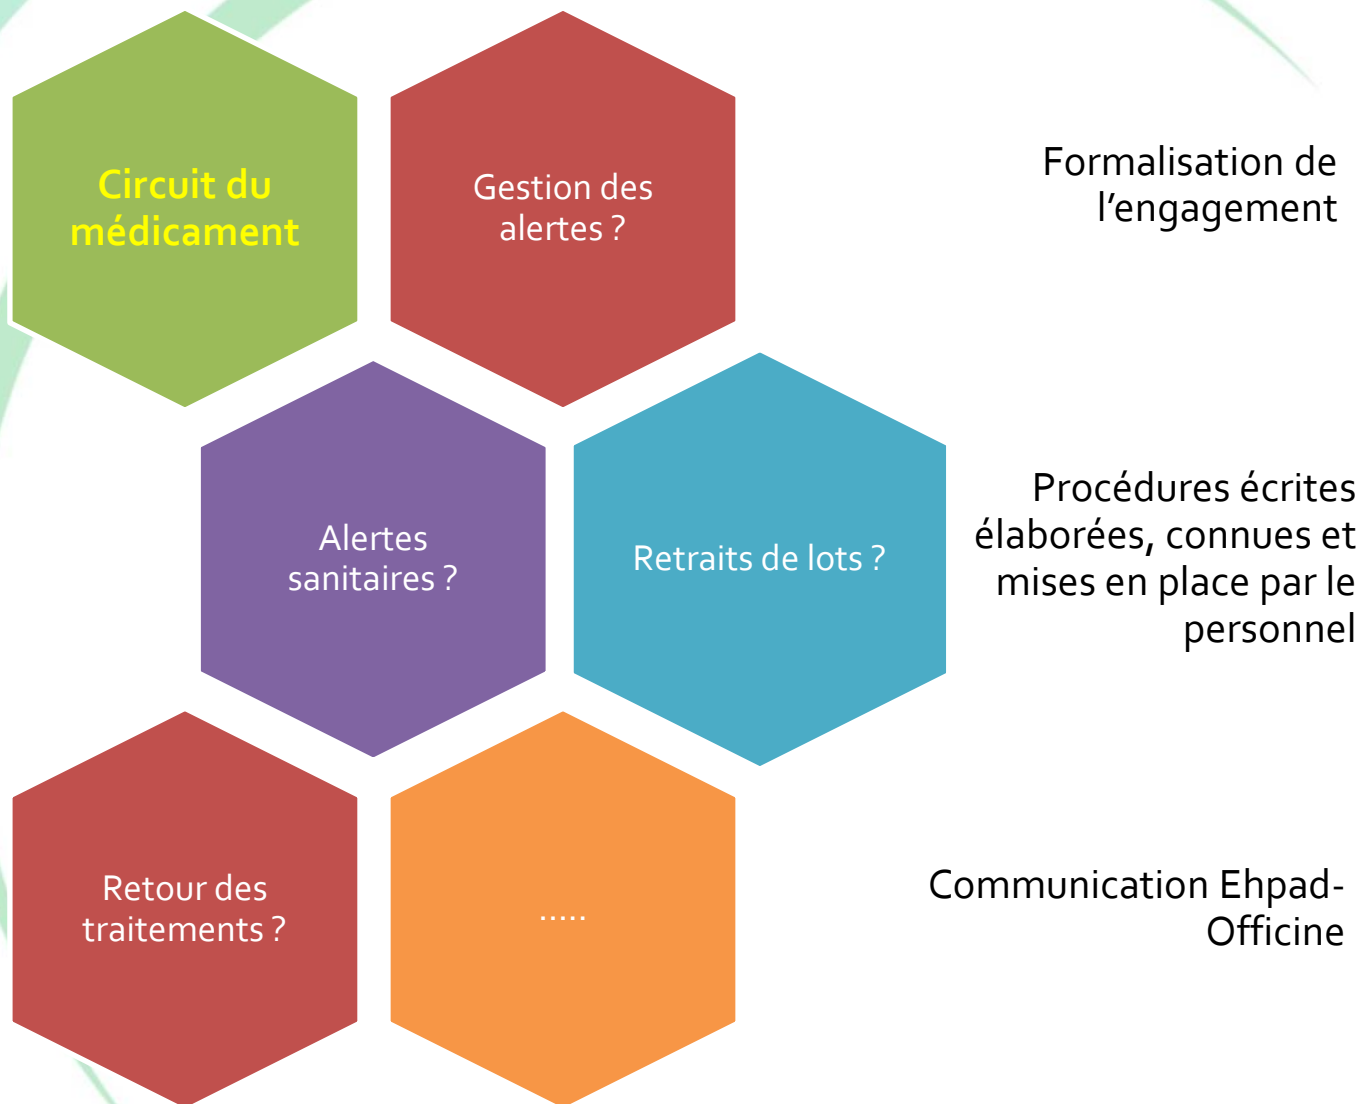 Circuit du
médicament
Gestion des
alertes ?
Formalisation de
l’engagement
Alertes
sanitaires ?
Retraits de lots ?
Procédures écrites
élaborées, connues et
mises en place par le
personnel
Retour des
traitements ?
.....
Communication Ehpad-
Officine